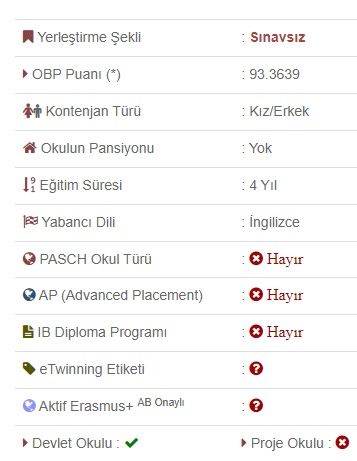 Yerleştirme Şekli : Sınavsız
OBP Puanı (*) : 93.3639
Kontenjan Türü : Kız/Erkek
Okulun Pansiyonu : Yok
Eğitim Süresi : 4 Yıl
Yabancı Dili : İngilizce
PASCH Okul Türü : Hayır
AP (Advanced Placement) : Hayır
IB Diploma Programı : Hayır
eTwinning Etiketi :
Aktif Erasmus+ AB Onaylı :
Devlet Okulu : Proje Okulu :